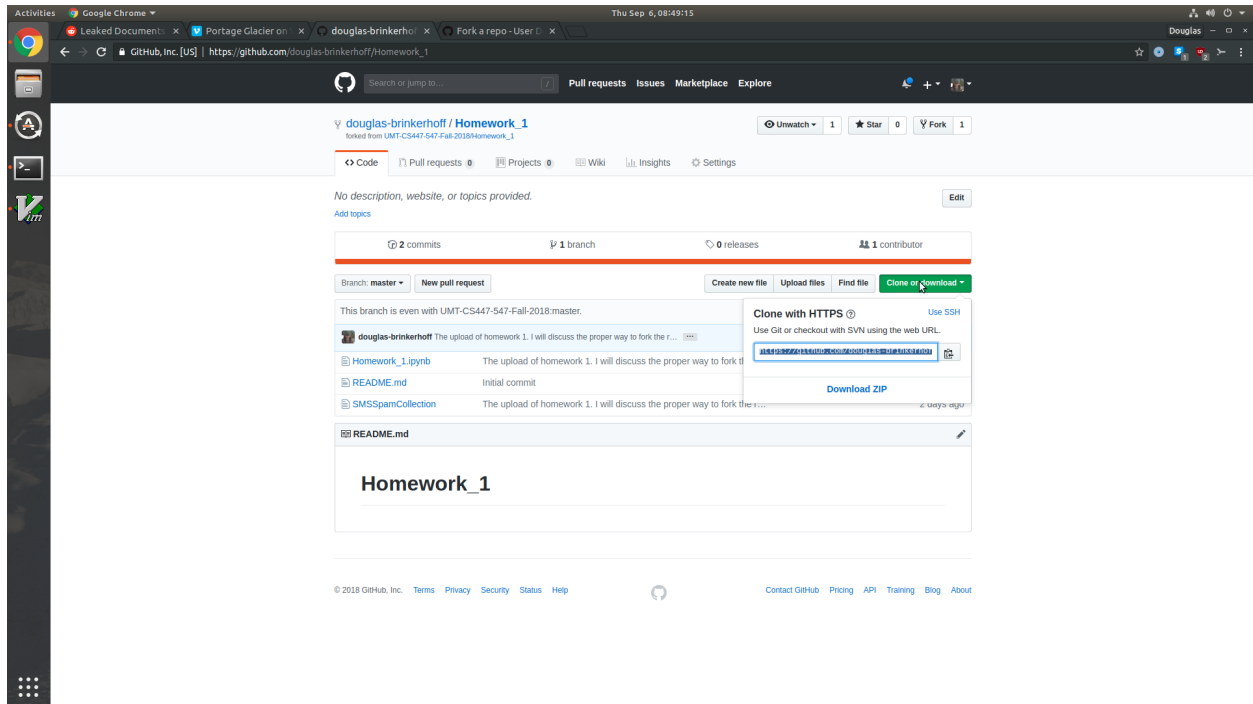 Activities Google Chrome Thu Sep 6, 08:49:15
Leaked Documents Portage Glacier on douglas-brinkerhof Fork a repo - User D Douglas
GitHub, Inc. [US] | https://github.com/douglas-brinkerhoff/Homework_1
Search or jump to... / Pull requests Issues Marketplace Explore
douglas-brinkerhoff / Homework_1 Unwatch 1 Star 0 Fork 1
forked from UMT-CS447-547-Fall-2018/Homework_1
Code Pull requests 0 Projects 0 Wiki Insights Settings
No description, website, or topics provided. Edit
Add topics
2 commits 1 branch 0 releases 1 contributor
Branch: master New pull request Create new file Upload files Find file Clone or download
This branch is even with UMT-CS447-547-Fall-2018:master.
Clone with HTTPS Use SSH
Use Git or checkout with SVN using the web URL.
https://github.com/douglas-brinkerhof
Download ZIP
douglas-brinkerhoff The upload of homework 1. I will discuss the proper way to fork the r…
Homework_1.ipynb The upload of homework 1. I will discuss the proper way to fork th
README.md Initial commit
SMSSpamCollection The upload of homework 1. I will discuss the proper way to fork the r… 2 days ago
README.md
Homework_1
© 2018 GitHub, Inc. Terms Privacy Security Status Help Contact GitHub Pricing API Training Blog About
Vim